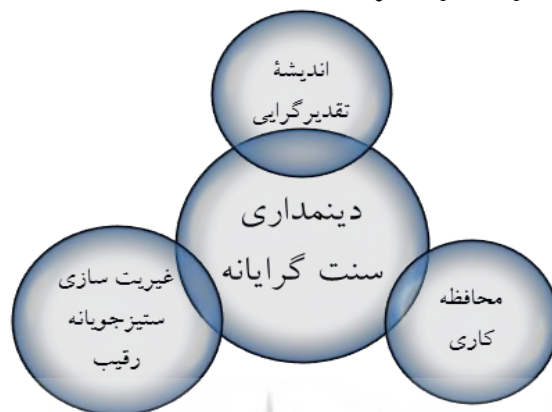 اندیشهٔ
تقدیرگرایی
دینمداری
سنت گرایانه
غیریت سازی
ستیزجویانه
رقیب
محافظه
کاری